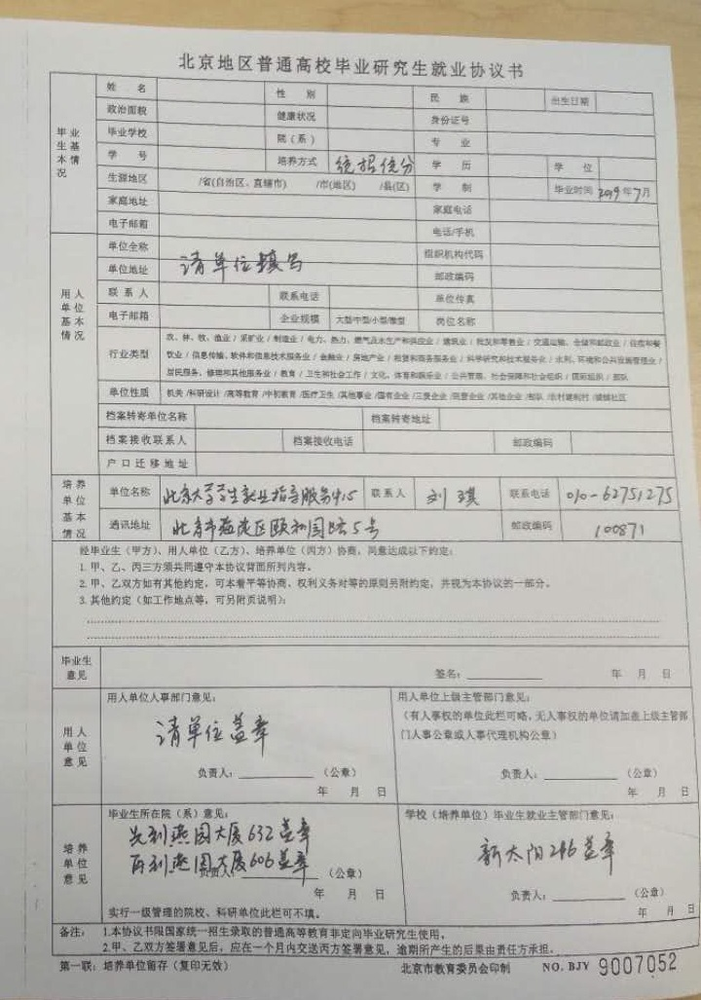 北京地区普通高校毕业研究生就业协议书
毕业生基本情况
姓名 性别 民族 出生日期
政治面貌 健康状况 身份证号
毕业学校 院(系) 专业
学号 培养方式 统招统分 学历 学位
生源地区 /省(自治区、直辖市) /市(地区) /县(区) 学制 毕业时间 2019年7月
家庭地址 家庭电话
电子邮箱 电话/手机
用人单位基本情况
单位全称 请单位填写 组织机构代码
单位地址 邮政编码
联系人 联系电话 单位传真
电子邮箱 企业规模 大型/中型/小型/微型 岗位名称
行业类型 农、林、牧、渔业 / 采矿业 / 制造业 / 电力、热力、燃气及水生产和供应业 / 建筑业 / 批发和零售业 / 交通运输、仓储和邮政业 / 住宿和餐
饮业 / 信息传输、软件和信息技术服务业 / 金融业 / 房地产业 / 租赁和商务服务业 / 科学研究和技术服务业 / 水利、环境和公共设施管理业 /
居民服务、修理和其他服务业 / 教育 / 卫生和社会工作 / 文化、体育和娱乐业 / 公共管理、社会保障和社会组织 / 国际组织 / 部队
单位性质 机关 /科研设计 /高等教育 /中初教育 /医疗卫生 /其他事业 /国有企业 /三资企业 /民营企业 /其他企业 /部队 /农村建制村 /城镇社区
档案转寄单位名称 档案转寄地址
档案接收联系人 档案接收电话 邮政编码
户口迁移地址
培养单位基本情况
单位名称 北京大学学生就业指导服务中心 联系人 刘琪 联系电话 010-62751275
通讯地址 北京市海淀区颐和园路5号 邮政编码 100871
经毕业生（甲方）、用人单位（乙方）、培养单位（丙方）协商，同意达成以下约定：
1. 甲、乙、丙三方须共同遵守本协议背面所列内容。
2. 甲、乙双方如有其他约定，可本着平等协商、权利义务对等的原则另附约定，并视为本协议的一部分。
3. 其他约定（如工作地点等，可另附页说明）：
毕业生意见
签名： 年 月 日
用人单位意见
用人单位人事部门意见：
请单位盖章
负责人： （公章）
年 月 日
用人单位上级主管部门意见：
（有人事权的单位此栏可略，无人事权的单位请加盖上级主管部
门人事公章或人事代理机构公章）
负责人： （公章）
年 月 日
培养单位意见
毕业生所在院（系）意见：
先到燕园大厦632盖章
再到燕园大厦606盖章
负责人： （公章）
年 月 日
实行一级管理的院校、科研单位此栏可不填。
学校（培养单位）毕业生就业主管部门意见：
新太阳246盖章
负责人： （公章）
年 月 日
备注： 1.本协议书限国家统一招生录取的普通高等教育非定向毕业研究生使用。
2.甲、乙双方签署意见后，应在一个月内交送丙方签署意见，逾期所产生的后果由责任方承担。
第一联：培养单位留存（复印无效） 北京市教育委员会印制 NO. BJY 9007052